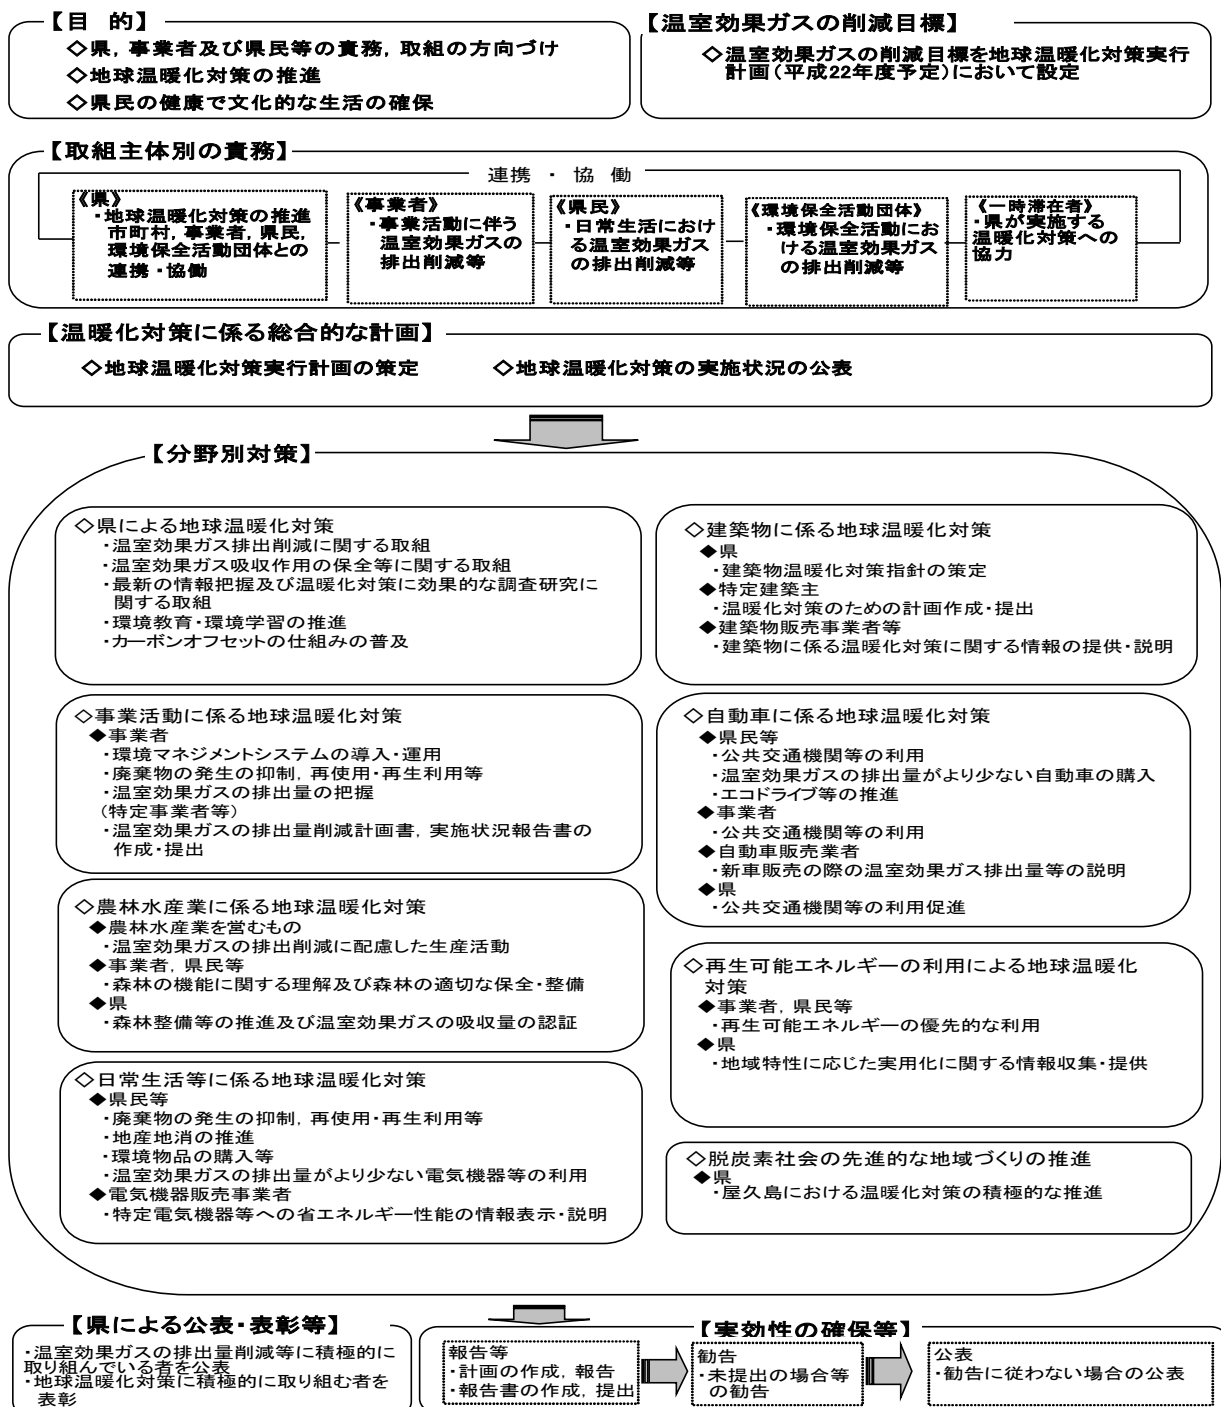 【目　的】
◇県，事業者及び県民等の責務，取組の方向づけ
◇地球温暖化対策の推進
◇県民の健康で文化的な生活の確保
【温室効果ガスの削減目標】
◇温室効果ガスの削減目標を地球温暖化対策実行
計画（平成22年度予定）において設定
【取組主体別の責務】
連携 ・ 協 働
《県》
・地球温暖化対策の推進
市町村，事業者，県民，
環境保全活動団体との
連携・協働
《事業者》
・事業活動に伴う
温室効果ガスの
排出削減等
《県民》
・日常生活におけ
る温室効果ガス
の排出削減等
《環境保全活動団体》
・環境保全活動にお
ける温室効果ガス
の排出削減等
《一時滞在者》
・県が実施する
温暖化対策への
協力
【温暖化対策に係る総合的な計画】
◇地球温暖化対策実行計画の策定　　◇地球温暖化対策の実施状況の公表
【分野別対策】
◇県による地球温暖化対策
・温室効果ガス排出削減に関する取組
・温室効果ガス吸収作用の保全等に関する取組
・最新の情報把握及び温暖化対策に効果的な調査研究に
関する取組
・環境教育・環境学習の推進
・カーボンオフセットの仕組みの普及
◇事業活動に係る地球温暖化対策
◆事業者
・環境マネジメントシステムの導入・運用
・廃棄物の発生の抑制，再使用・再生利用等
・温室効果ガスの排出量の把握
（特定事業者等）
・温室効果ガスの排出量削減計画書，実施状況報告書の
作成・提出
◇農林水産業に係る地球温暖化対策
◆農林水産業を営むもの
・温室効果ガスの排出削減に配慮した生産活動
◆事業者，県民等
・森林の機能に関する理解及び森林の適切な保全・整備
◆県
・森林整備等の推進及び温室効果ガスの吸収量の認証
◇日常生活等に係る地球温暖化対策
◆県民等
・廃棄物の発生の抑制，再使用・再生利用等
・地産地消の推進
・環境物品の購入等
・温室効果ガスの排出量がより少ない電気機器等の利用
◆電気機器販売事業者
・特定電気機器等への省エネルギー性能の情報表示・説明
◇建築物に係る地球温暖化対策
◆県
・建築物温暖化対策指針の策定
◆特定建築主
・温暖化対策のための計画作成・提出
◆建築物販売事業者等
・建築物に係る温暖化対策に関する情報の提供・説明
◇自動車に係る地球温暖化対策
◆県民等
・公共交通機関等の利用
・温室効果ガスの排出量がより少ない自動車の購入
・エコドライブ等の推進
◆事業者
・公共交通機関等の利用
◆自動車販売業者
・新車販売の際の温室効果ガス排出量等の説明
◆県
・公共交通機関等の利用促進
◇再生可能エネルギーの利用による地球温暖化
対策
◆事業者，県民等
・再生可能エネルギーの優先的な利用
◆県
・地域特性に応じた実用化に関する情報収集・提供
◇脱炭素社会の先進的な地域づくりの推進
◆県
・屋久島における温暖化対策の積極的な推進
【県による公表・表彰等】
・温室効果ガスの排出量削減等に積極的に
取り組んでいる者を公表
・地球温暖化対策に積極的に取り組む者を
表彰
【実効性の確保等】
報告等
・計画の作成，報告
・報告書の作成，提出
勧告
・未提出の場合等
の勧告
公表
・勧告に従わない場合の公表